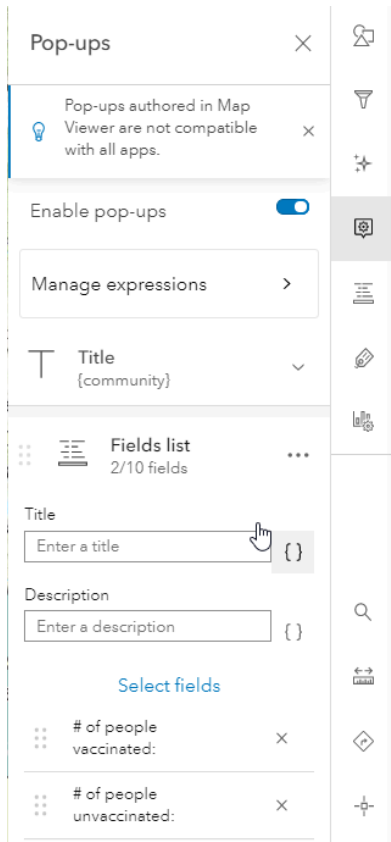 Pop-ups
Pop-ups authored in Map
Viewer are not compatible
with all apps.
Enable pop-ups
Manage expressions
Title
{community}
Fields list
2/10 fields
Title
Enter a title
{ }
Description
Enter a description
{ }
Select fields
# of people
vaccinated:
# of people
unvaccinated: